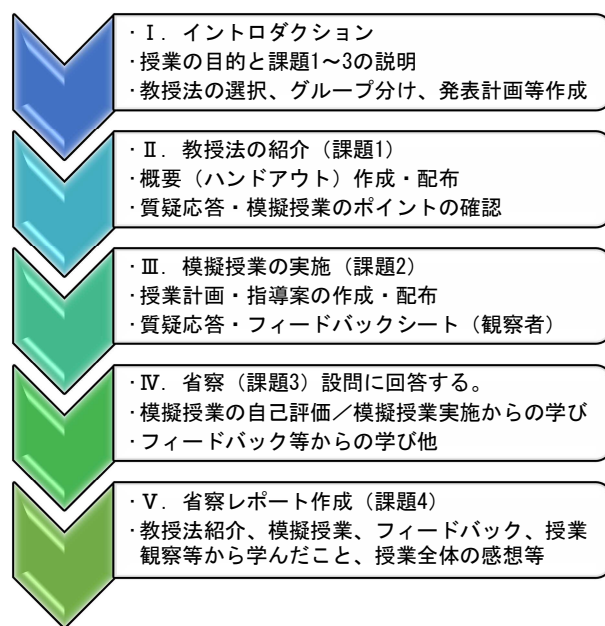 ・Ⅰ．イントロダクション
・授業の目的と課題1～3の説明
・教授法の選択、グループ分け、発表計画等作成
・Ⅱ．教授法の紹介（課題1）
・概要（ハンドアウト）作成・配布
・質疑応答・模擬授業のポイントの確認
・Ⅲ．模擬授業の実施（課題2）
・授業計画・指導案の作成・配布
・質疑応答・フィードバックシート（観察者）
・Ⅳ．省察（課題3）設問に回答する。
・模擬授業の自己評価／模擬授業実施からの学び
・フィードバック等からの学び他
・Ⅴ．省察レポート作成（課題4）
・教授法紹介、模擬授業、フィードバック、授業
観察等から学んだこと、授業全体の感想等